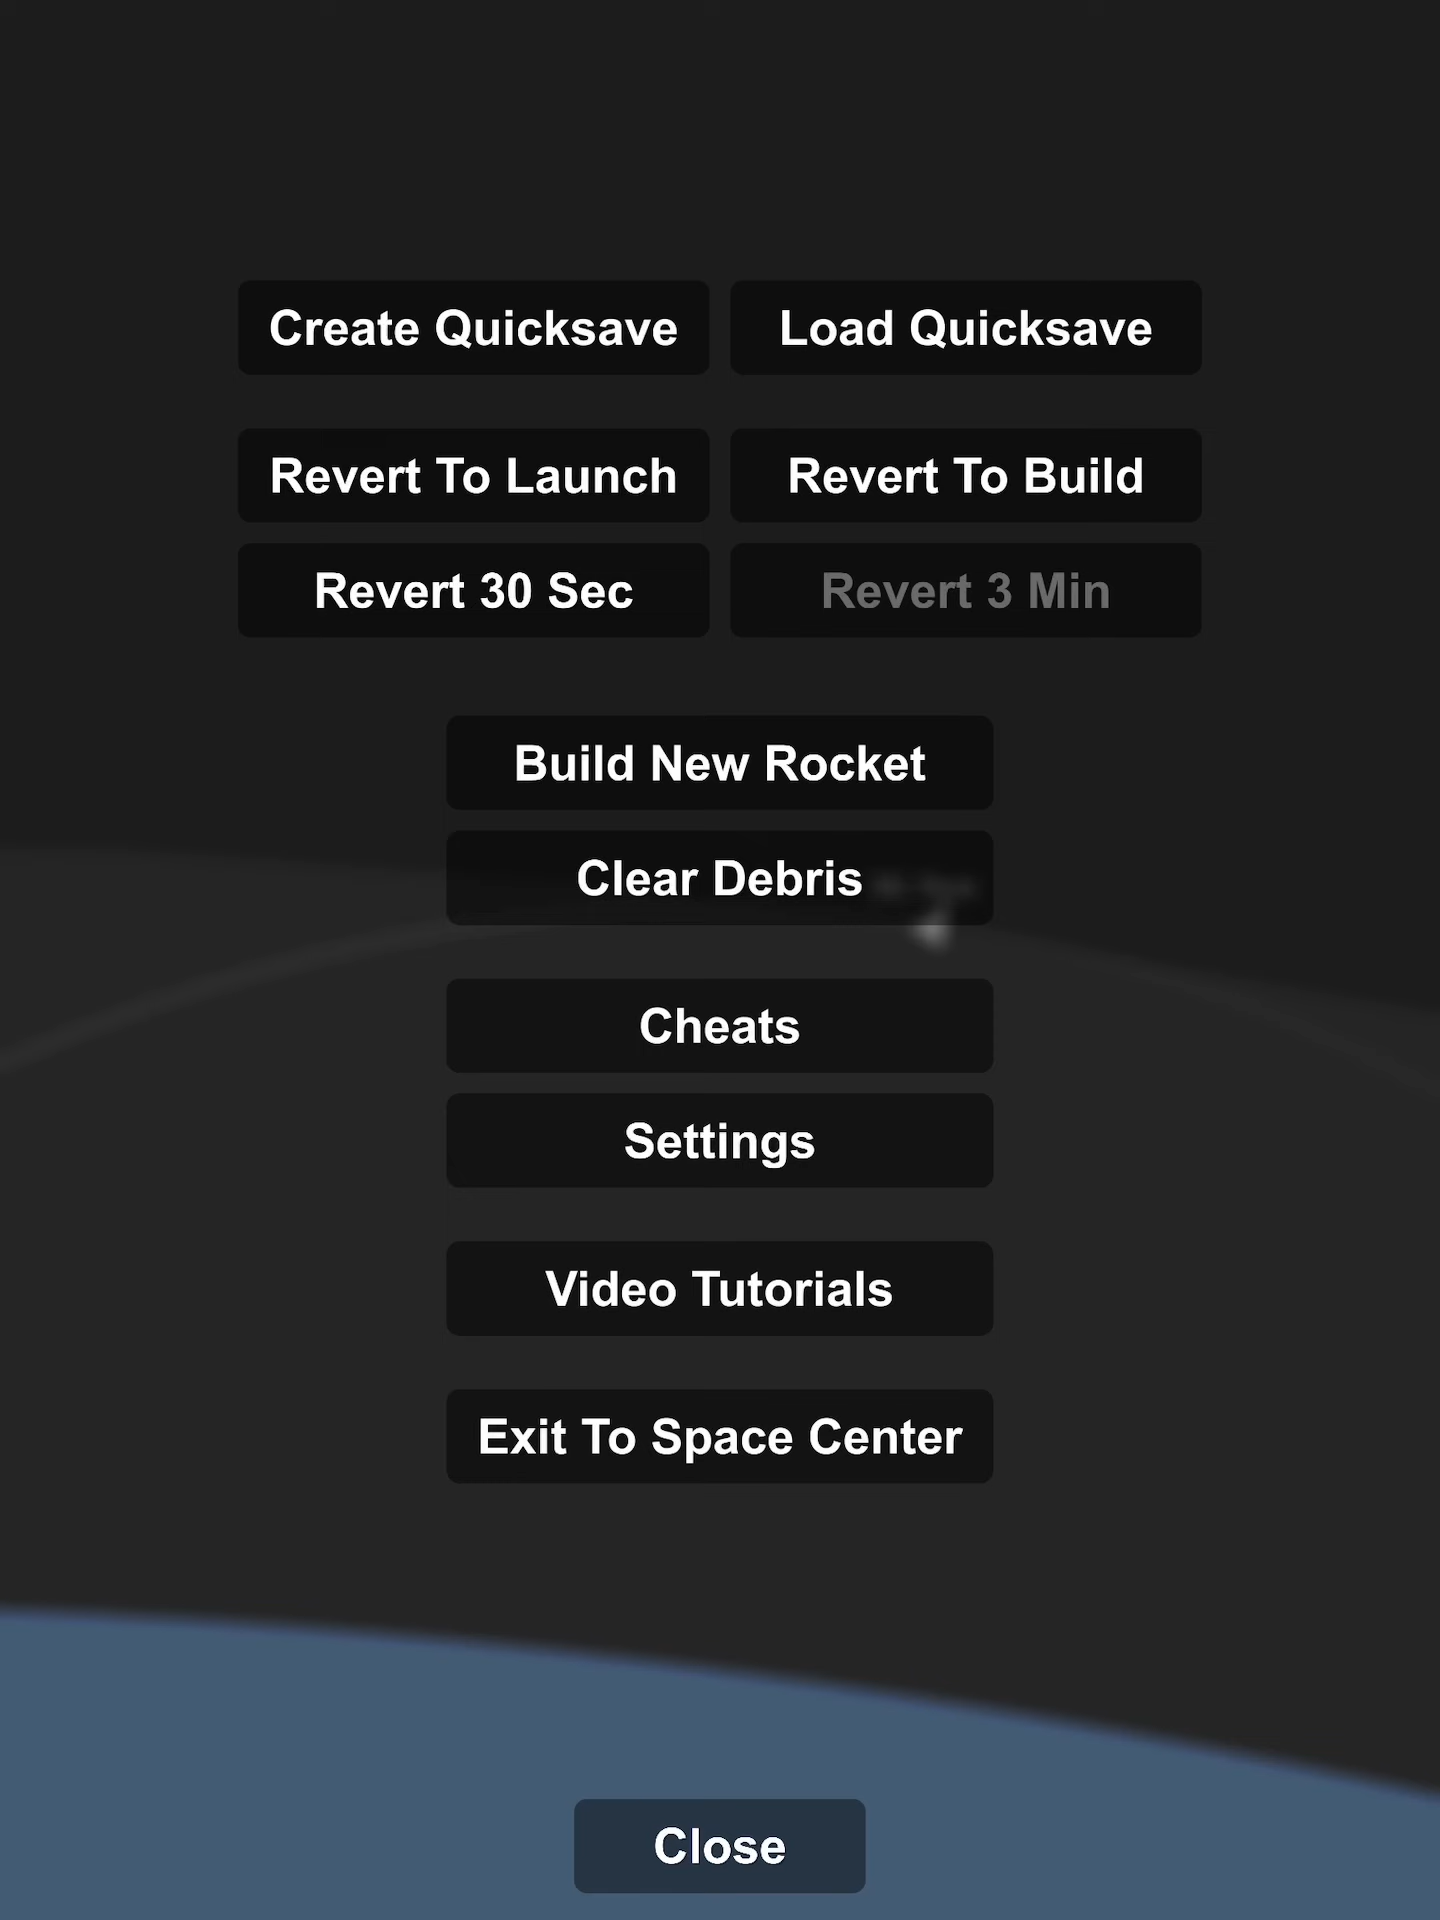 Create Quicksave
Load Quicksave
Revert To Launch
Revert To Build
Revert 30 Sec
Revert 3 Min
Build New Rocket
Clear Debris
Cheats
Settings
Video Tutorials
Exit To Space Center
Close